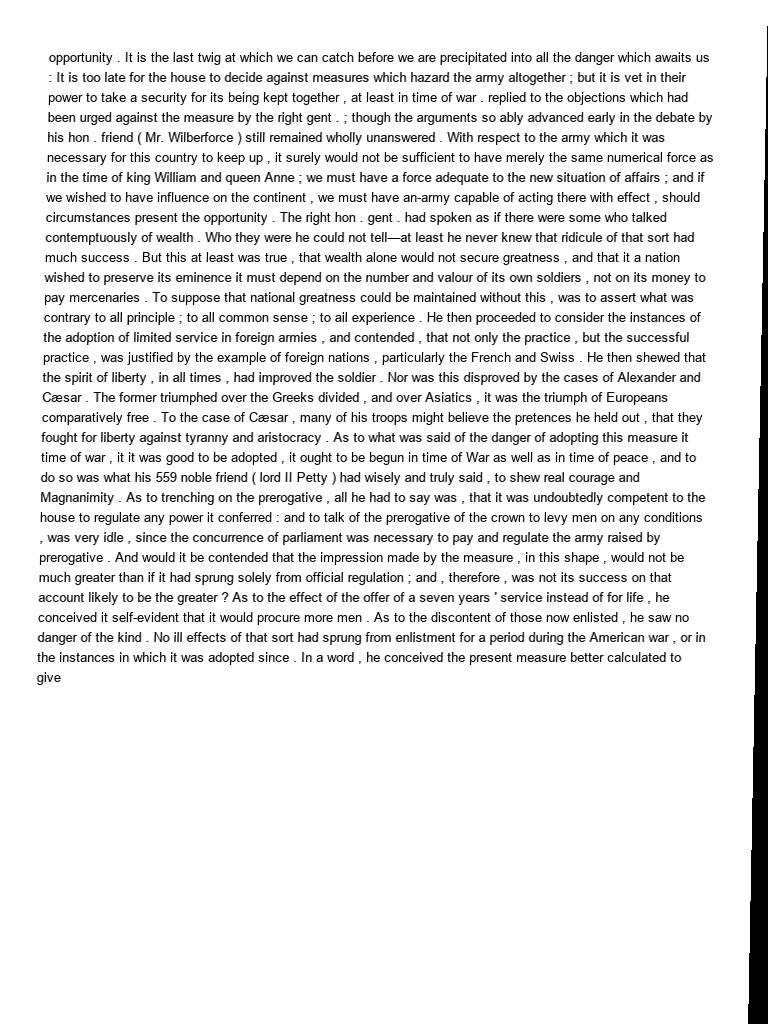 opportunity . It is the last twig at which we can catch before we are precipitated into all the danger which awaits us
: It is too late for the house to decide against measures which hazard the army altogether ; but it is vet in their
power to take a security for its being kept together , at least in time of war . replied to the objections which had
been urged against the measure by the right gent . ; though the arguments so ably advanced early in the debate by
his hon . friend ( Mr. Wilberforce ) still remained wholly unanswered . With respect to the army which it was
necessary for this country to keep up , it surely would not be sufficient to have merely the same numerical force as
in the time of king William and queen Anne ; we must have a force adequate to the new situation of affairs ; and if
we wished to have influence on the continent , we must have an-army capable of acting there with effect , should
circumstances present the opportunity . The right hon . gent . had spoken as if there were some who talked
contemptuously of wealth . Who they were he could not tell—at least he never knew that ridicule of that sort had
much success . But this at least was true , that wealth alone would not secure greatness , and that it a nation
wished to preserve its eminence it must depend on the number and valour of its own soldiers , not on its money to
pay mercenaries . To suppose that national greatness could be maintained without this , was to assert what was
contrary to all principle ; to all common sense ; to ail experience . He then proceeded to consider the instances of
the adoption of limited service in foreign armies , and contended , that not only the practice , but the successful
practice , was justified by the example of foreign nations , particularly the French and Swiss . He then shewed that
the spirit of liberty , in all times , had improved the soldier . Nor was this disproved by the cases of Alexander and
Cæsar . The former triumphed over the Greeks divided , and over Asiatics , it was the triumph of Europeans
comparatively free . To the case of Cæsar , many of his troops might believe the pretences he held out , that they
fought for liberty against tyranny and aristocracy . As to what was said of the danger of adopting this measure it
time of war , it it was good to be adopted , it ought to be begun in time of War as well as in time of peace , and to
do so was what his 559 noble friend ( lord II Petty ) had wisely and truly said , to shew real courage and
Magnanimity . As to trenching on the prerogative , all he had to say was , that it was undoubtedly competent to the
house to regulate any power it conferred : and to talk of the prerogative of the crown to levy men on any conditions
, was very idle , since the concurrence of parliament was necessary to pay and regulate the army raised by
prerogative . And would it be contended that the impression made by the measure , in this shape , would not be
much greater than if it had sprung solely from official regulation ; and , therefore , was not its success on that
account likely to be the greater ? As to the effect of the offer of a seven years ' service instead of for life , he
conceived it self-evident that it would procure more men . As to the discontent of those now enlisted , he saw no
danger of the kind . No ill effects of that sort had sprung from enlistment for a period during the American war , or in
the instances in which it was adopted since . In a word , he conceived the present measure better calculated to
give